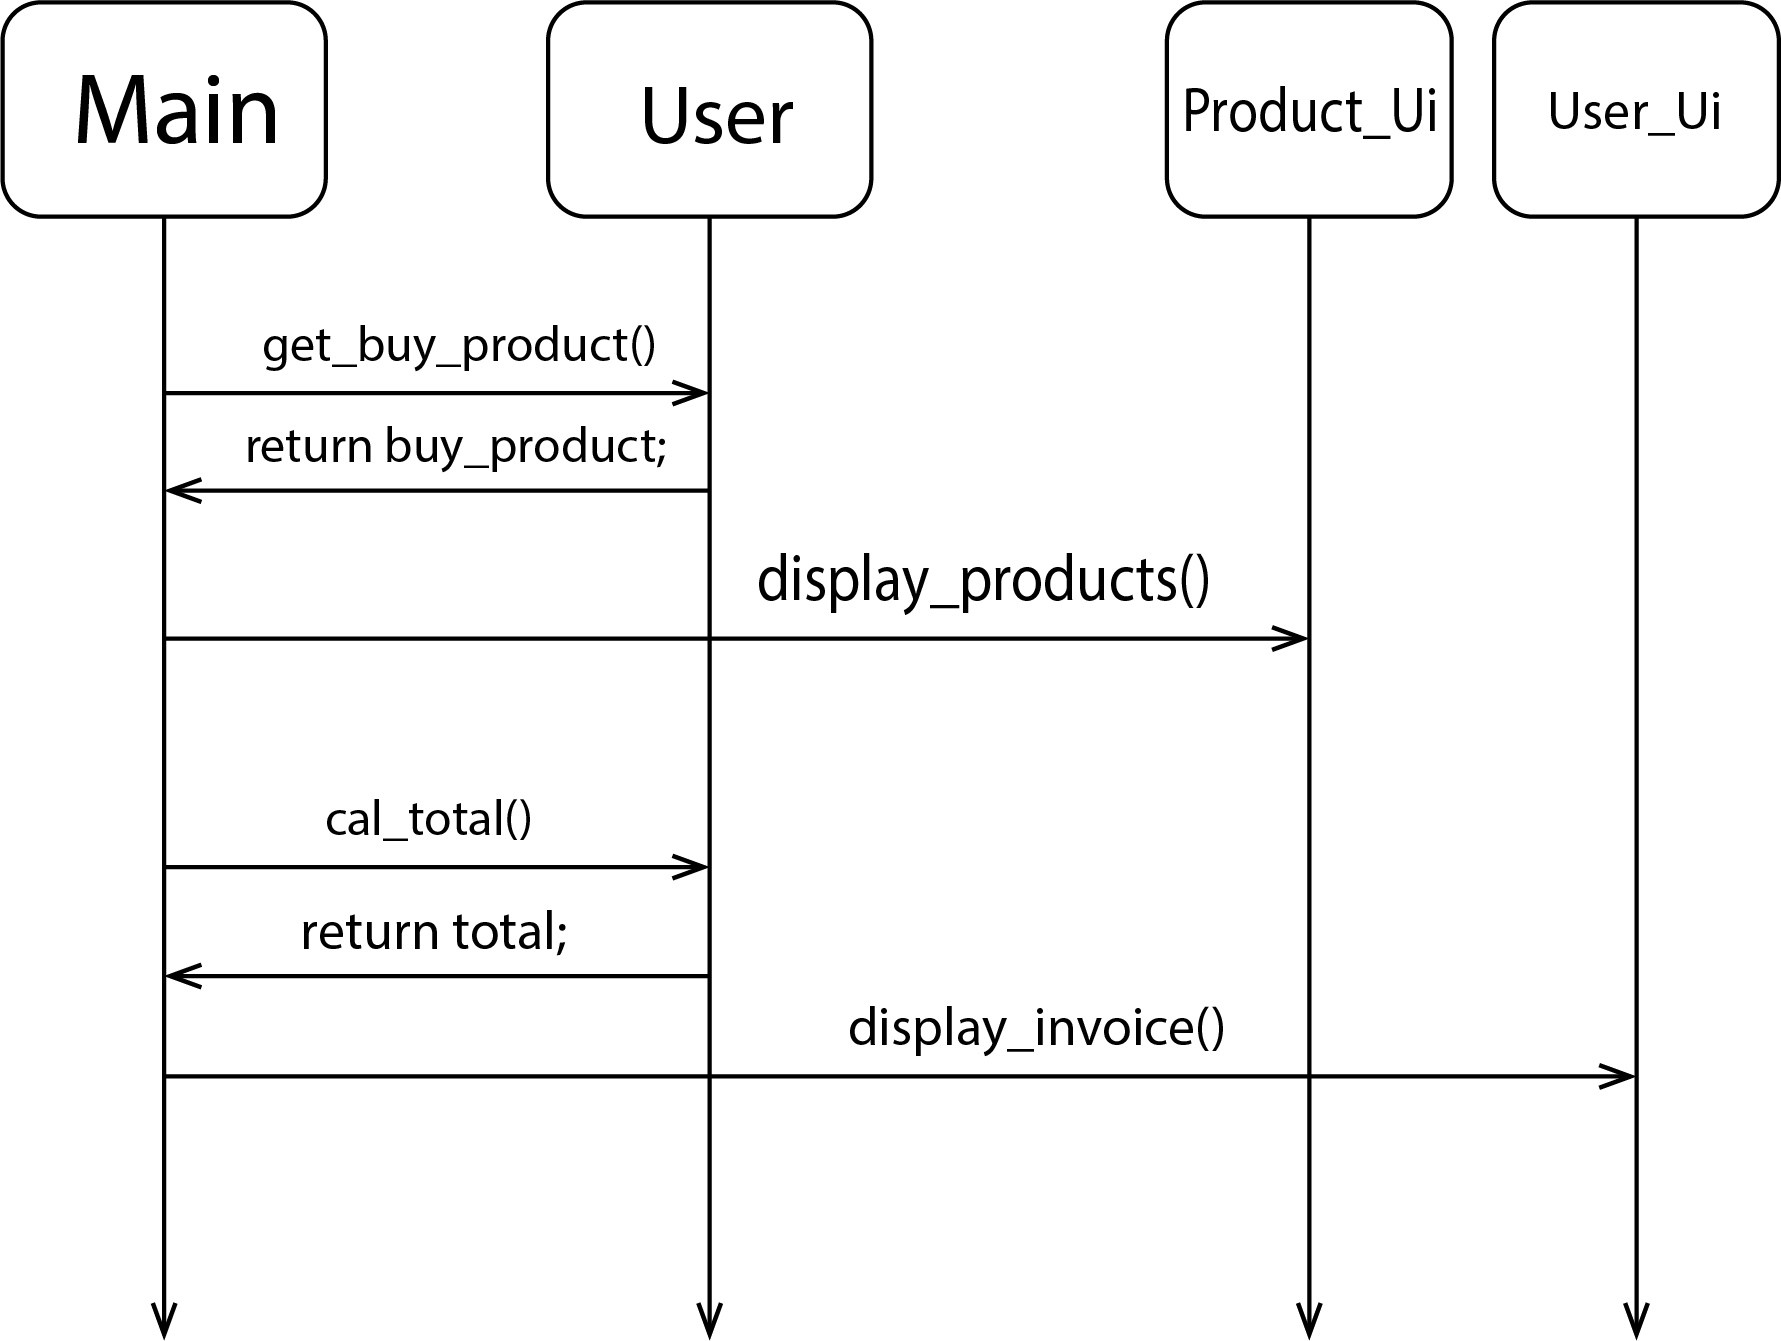 Main
User
Product_Ui
User_Ui
get_buy_product()
return buy_product;
display_products()
cal_total()
return total;
display_invoice()